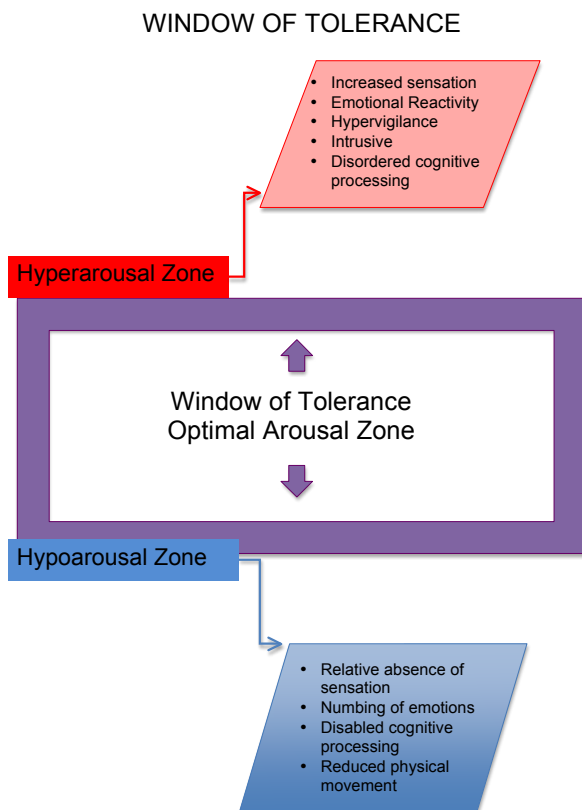 WINDOW OF TOLERANCE
• Increased sensation
• Emotional Reactivity
• Hypervigilance
• Intrusive
• Disordered cognitive
processing
Hyperarousal Zone
Window of Tolerance
Optimal Arousal Zone
Hypoarousal Zone
• Relative absence of
sensation
• Numbing of emotions
• Disabled cognitive
processing
• Reduced physical
movement